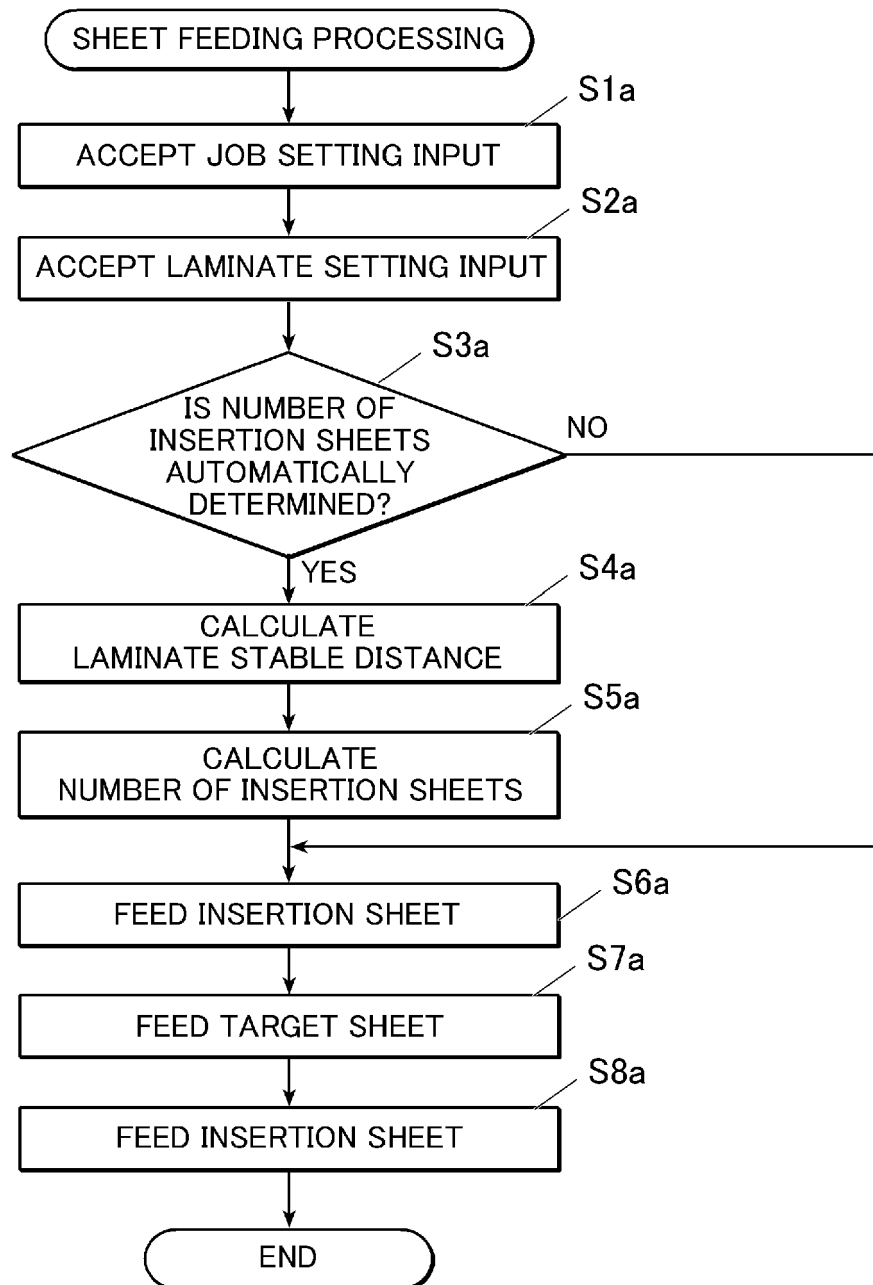 SHEET FEEDING PROCESSING
S1a
ACCEPT JOB SETTING INPUT
S2a
ACCEPT LAMINATE SETTING INPUT
S3a
IS NUMBER OF
INSERTION SHEETS
AUTOMATICALLY
DETERMINED?
NO
YES
S4a
CALCULATE
LAMINATE STABLE DISTANCE
S5a
CALCULATE
NUMBER OF INSERTION SHEETS
S6a
FEED INSERTION SHEET
S7a
FEED TARGET SHEET
S8a
FEED INSERTION SHEET
END